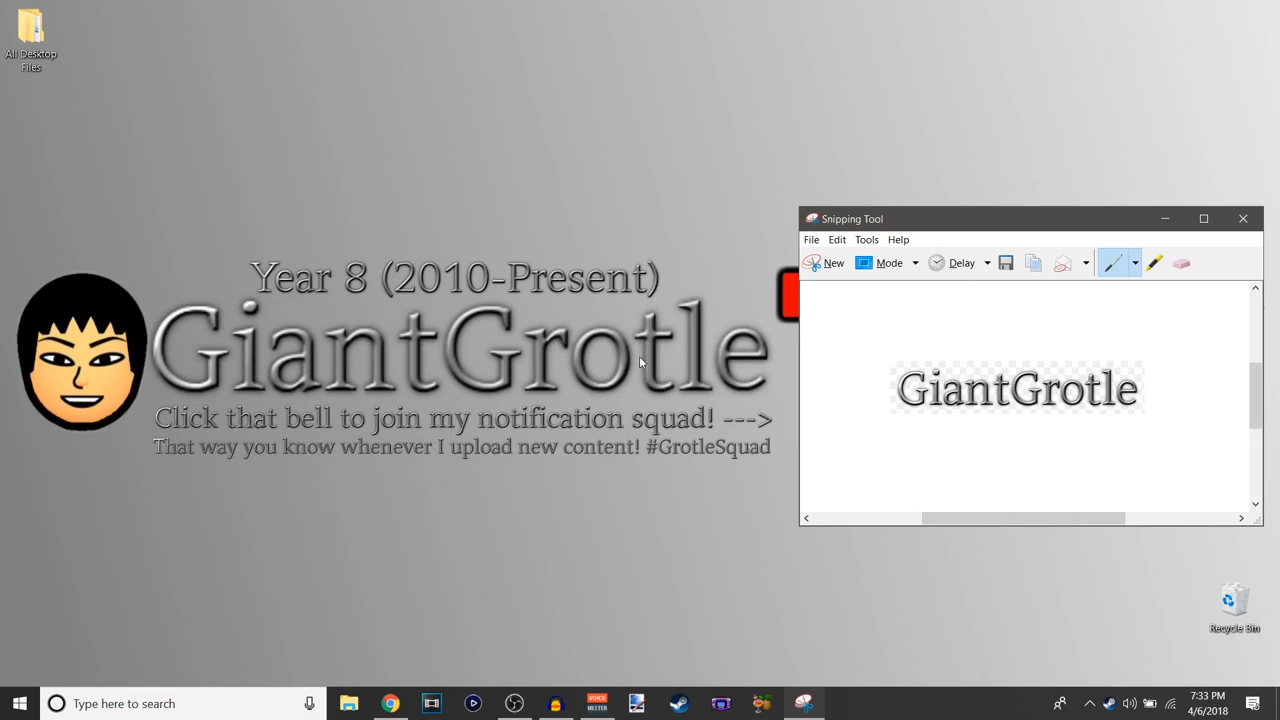 All Desktop
Files
Year 8 (2010-Present)
GiantGrotle
Click that bell to join my notification squad! --->
That way you know whenever I upload new content! #GrotleSquad
Snipping Tool
File Edit Tools Help
New Mode Delay
GiantGrotle
Recycle Bin
Type here to search
VOICE
MEETER
7:33 PM
4/6/2018